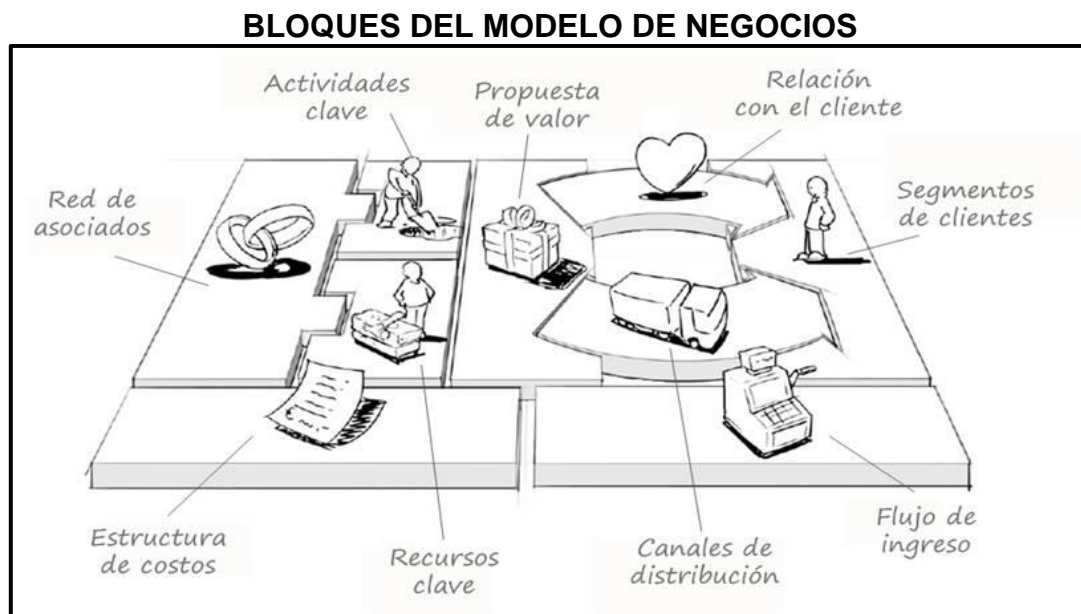 BLOQUES DEL MODELO DE NEGOCIOS
Actividades
clave
Propuesta
de valor
Relación
con el cliente
Red de
asociados
Segmentos
de clientes
Estructura
de costos
Recursos
clave
Canales de
distribución
Flujo de
ingreso